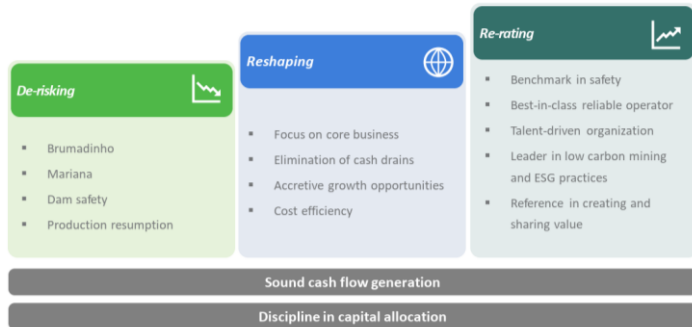 De-risking
Brumadinho
Mariana
Dam safety
Production resumption
Reshaping
Focus on core business
Elimination of cash drains
Accretive growth opportunities
Cost efficiency
Re-rating
Benchmark in safety
Best-in-class reliable operator
Talent-driven organization
Leader in low carbon mining
and ESG practices
Reference in creating and
sharing value
Sound cash flow generation
Discipline in capital allocation